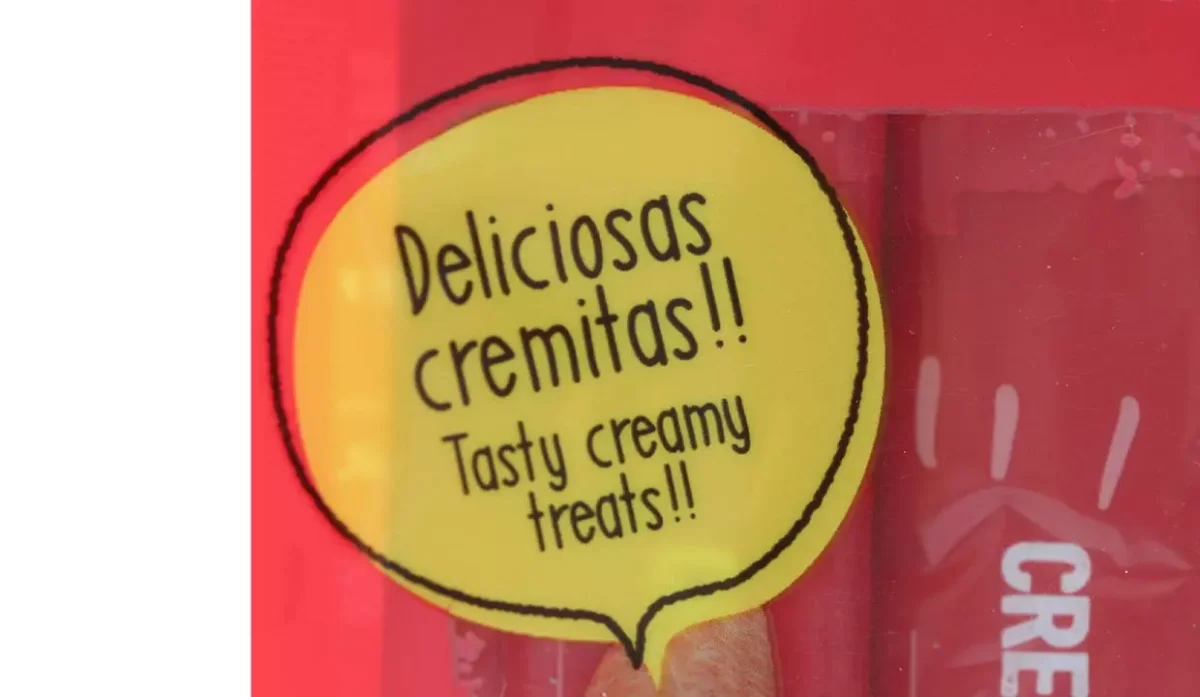 Deliciosas
cremitas!!
Tasty creamy
treats!!
CRE